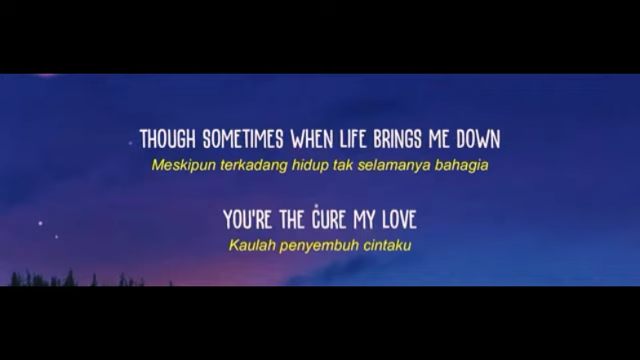 THOUGH SOMETIMES WHEN LIFE BRINGS ME DOWN
Meskipun terkadang hidup tak selamanya bahagia
YOU'RE THE CURE MY LOVE
Kaulah penyembuh cintaku